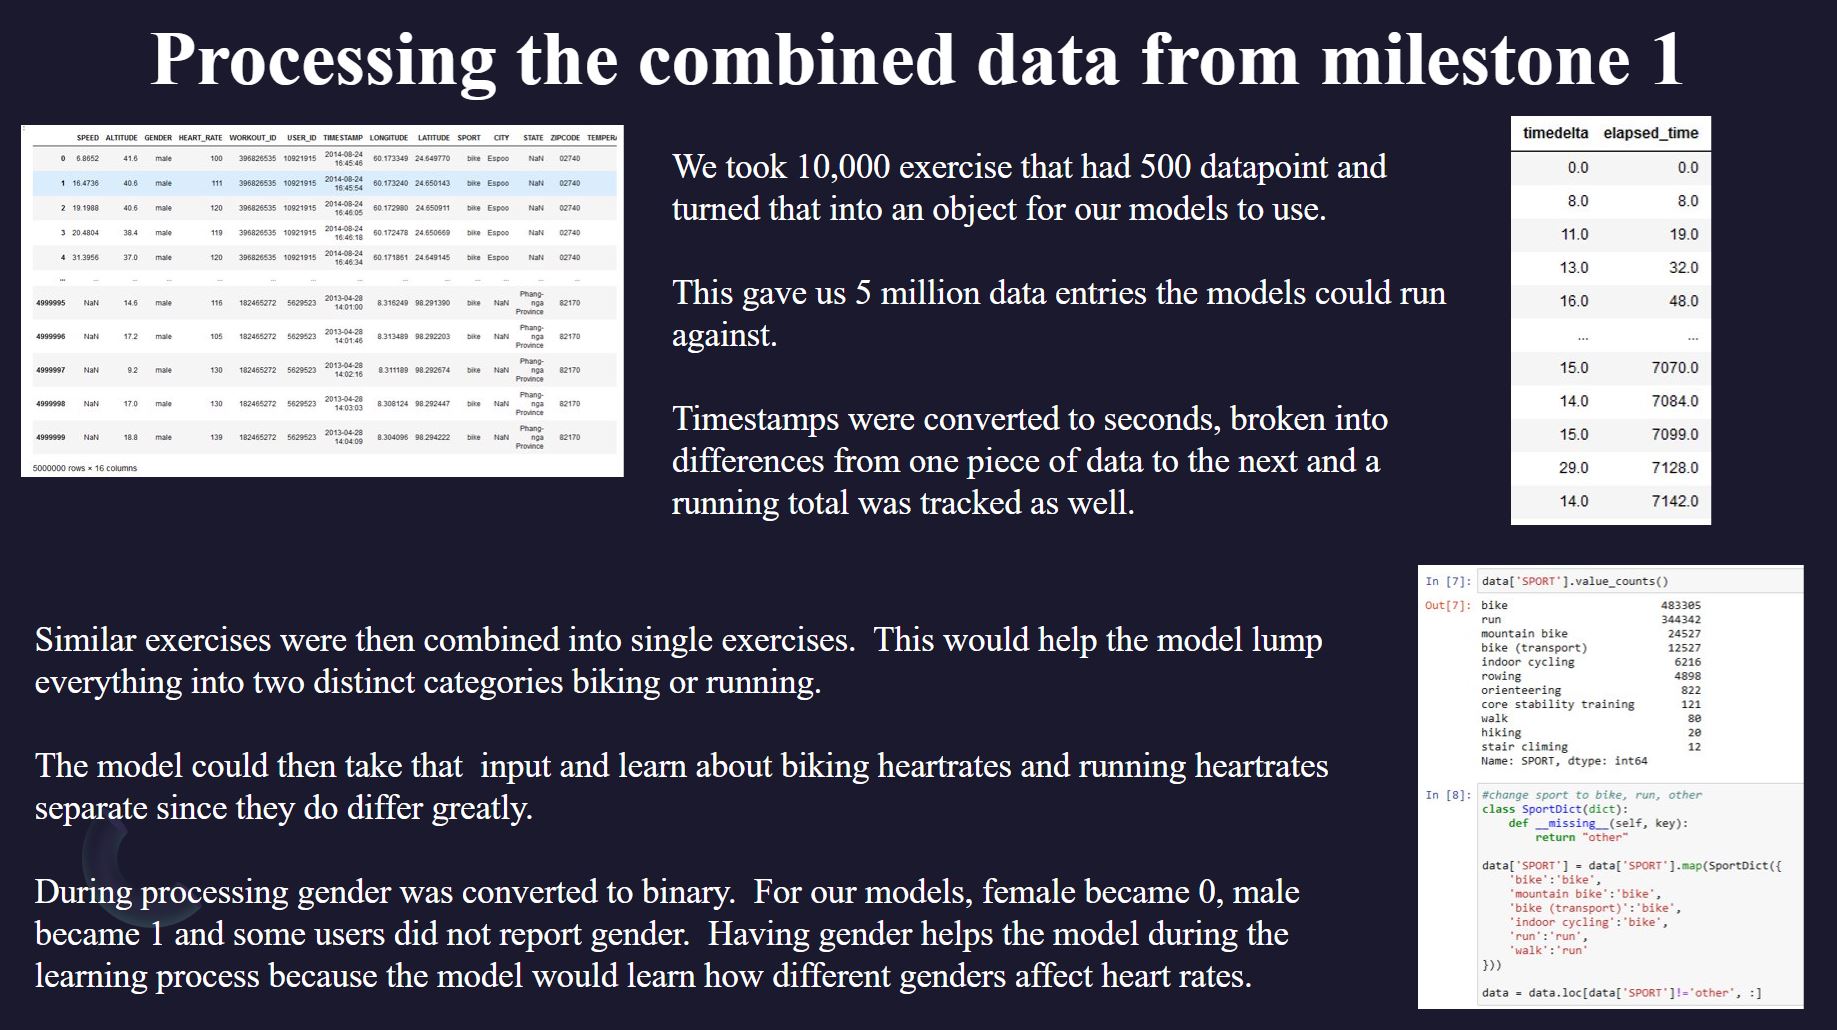 Processing the combined data from milestone 1
SPEED ALTITUDE GENDER HEART_RATE WORKOUT_ID USER_ID TIMESTAMP LONGITUDE LATITUDE SPORT CITY STATE ZIPCODE TEMPER
0 6.8652 41.6 male 100 396826535 10921915 2014-08-24 16:45:46 60.173349 24.649770 bike Espoo NaN 02740
1 16.4736 40.6 male 111 396826535 10921915 2014-08-24 16:45:54 60.173240 24.650143 bike Espoo NaN 02740
2 19.1988 40.6 male 120 396826535 10921915 2014-08-24 16:46:05 60.172980 24.650911 bike Espoo NaN 02740
3 20.4804 38.4 male 119 396826535 10921915 2014-08-24 16:46:18 60.172478 24.650669 bike Espoo NaN 02740
4 31.3956 37.0 male 120 396826535 10921915 2014-08-24 16:46:34 60.171861 24.649145 bike Espoo NaN 02740
... ... ... ... ... ... ... ... ... ... ... ... ... ...
4999995 NaN 14.6 male 116 182465272 5629523 2013-04-28 14:01:00 8.316249 98.291390 bike NaN Phang-nga Province 82170
4999996 NaN 17.2 male 105 182465272 5629523 2013-04-28 14:01:46 8.313489 98.292203 bike NaN Phang-nga Province 82170
4999997 NaN 9.2 male 130 182465272 5629523 2013-04-28 14:02:16 8.311189 98.292674 bike NaN Phang-nga Province 82170
4999998 NaN 17.0 male 130 182465272 5629523 2013-04-28 14:03:03 8.308124 98.292447 bike NaN Phang-nga Province 82170
4999999 NaN 18.8 male 139 182465272 5629523 2013-04-28 14:04:09 8.304096 98.294222 bike NaN Phang-nga Province 82170
5000000 rows × 16 columns
We took 10,000 exercise that had 500 datapoint and
turned that into an object for our models to use.
This gave us 5 million data entries the models could run
against.
Timestamps were converted to seconds, broken into
differences from one piece of data to the next and a
running total was tracked as well.
timedelta elapsed_time
0.0 0.0
8.0 8.0
11.0 19.0
13.0 32.0
16.0 48.0
... ...
15.0 7070.0
14.0 7084.0
15.0 7099.0
29.0 7128.0
14.0 7142.0
Similar exercises were then combined into single exercises.  This would help the model lump
everything into two distinct categories biking or running.
The model could then take that  input and learn about biking heartrates and running heartrates
separate since they do differ greatly.
During processing gender was converted to binary.  For our models, female became 0, male
became 1 and some users did not report gender.  Having gender helps the model during the
learning process because the model would learn how different genders affect heart rates.
In [7]: data['SPORT'].value_counts()
Out[7]: bike 483305
run 344342
mountain bike 24527
bike (transport) 12527
indoor cycling 6216
rowing 4898
orienteering 822
core stability training 121
walk 80
hiking 20
stair climing 12
Name: SPORT, dtype: int64
In [8]: #change sport to bike, run, other
class SportDict(dict):
def __missing__(self, key):
return "other"
data['SPORT'] = data['SPORT'].map(SportDict({
'bike':'bike',
'mountain bike':'bike',
'bike (transport)':'bike',
'indoor cycling':'bike',
'run':'run',
'walk':'run'
}))
data = data.loc[data['SPORT']!='other', :]